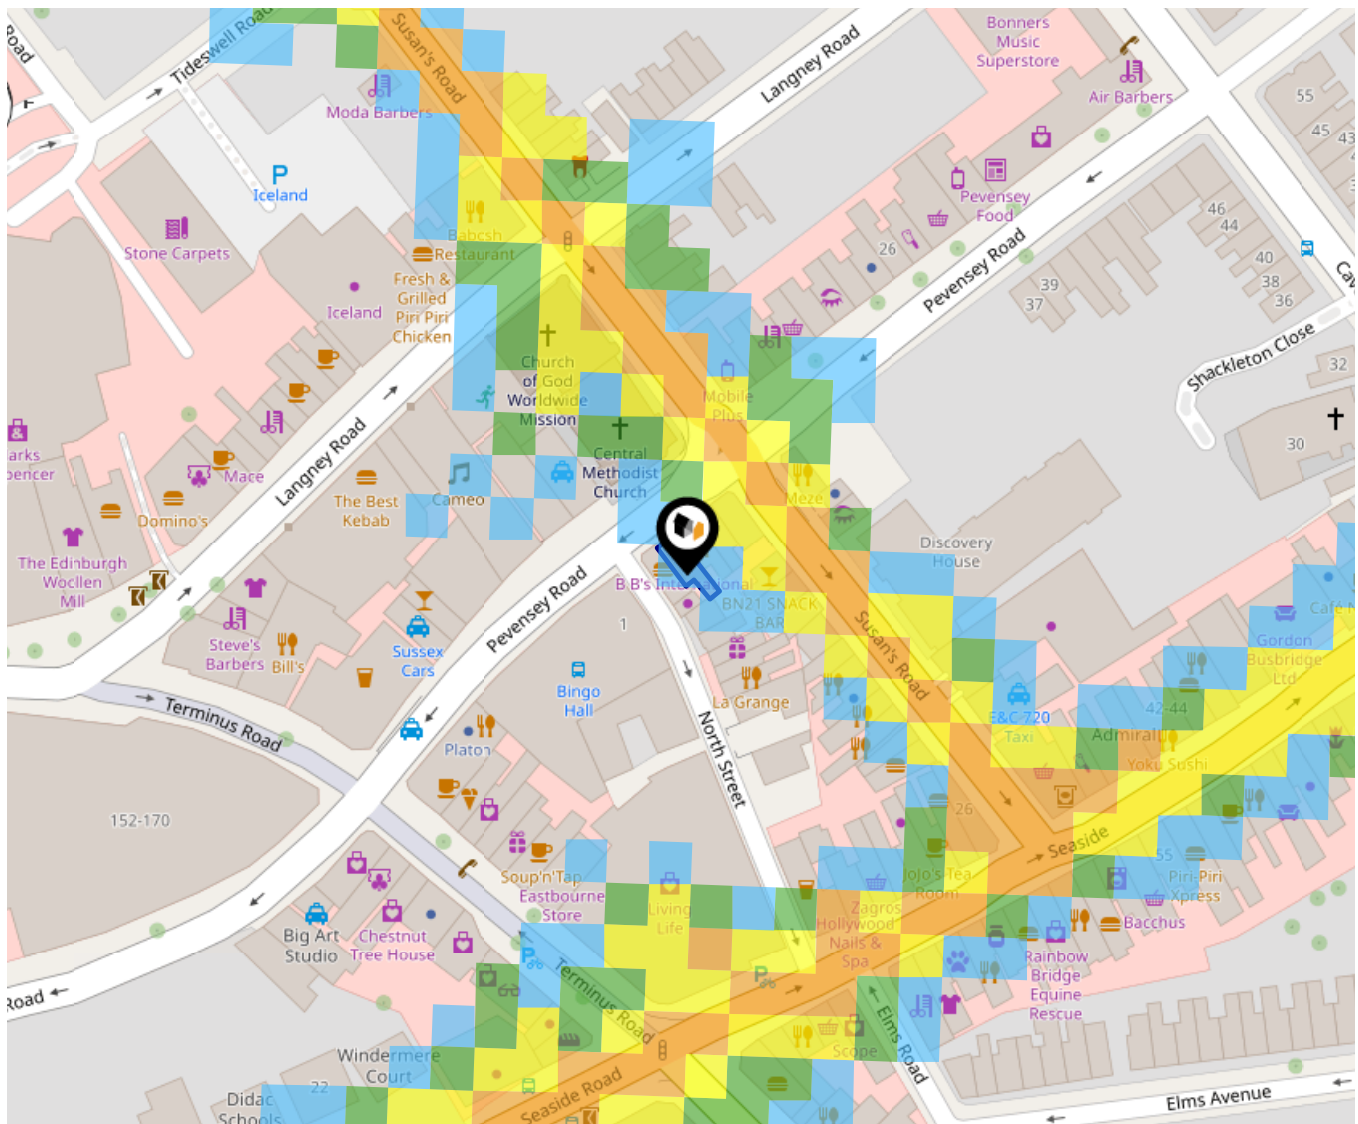 Road
Tideswell Road
Susan's Road
Langney Road
Bonners
Music
Superstore
Air Barbers
55
45
43
Moda Barbers
P
Iceland
Stone Carpets
Babcsh
Restaurant
Fresh &
Grilled
Piri Piri
Chicken
Iceland
Pevensey
Food
26
Pevensey Road
46
44
40
38
36
39
37
Shackleton Close
32
30
Church
of God
Worldwide
Mission
Mobile
Plus
Central
Methodist
Church
Meze
arks
pencer
Mace
Domino's
Langney Road
The Best
Kebab
Cameo
The Edinburgh
Woollen
Mill
Steve's
Barbers
Bill's
Sussex
Cars
Pevensey Road
B B's International
BN21 SNACK
BAR
1
Discovery
House
Susan's Road
Gordon
Busbridge
Ltd
Terminus Road
Bingo
Hall
La Grange
North Street
E&C 720
Taxi
42-44
Admiral
Yoku Sushi
Platon
152-170
26
Seaside
55
Piri-Piri
Xpress
JoJo's Tea
Room
Bacchus
Soup'n'Tap
Eastbourne
Store
Living
Life
Zagros
Hollywood
Nails &
Spa
Big Art
Studio
Chestnut
Tree House
Rainbow
Bridge
Equine
Rescue
Road
Terminus Road
P
P
Scope
Elms Road
Windermere
Court
22
Didac
Schools
Seaside Road
Elms Avenue